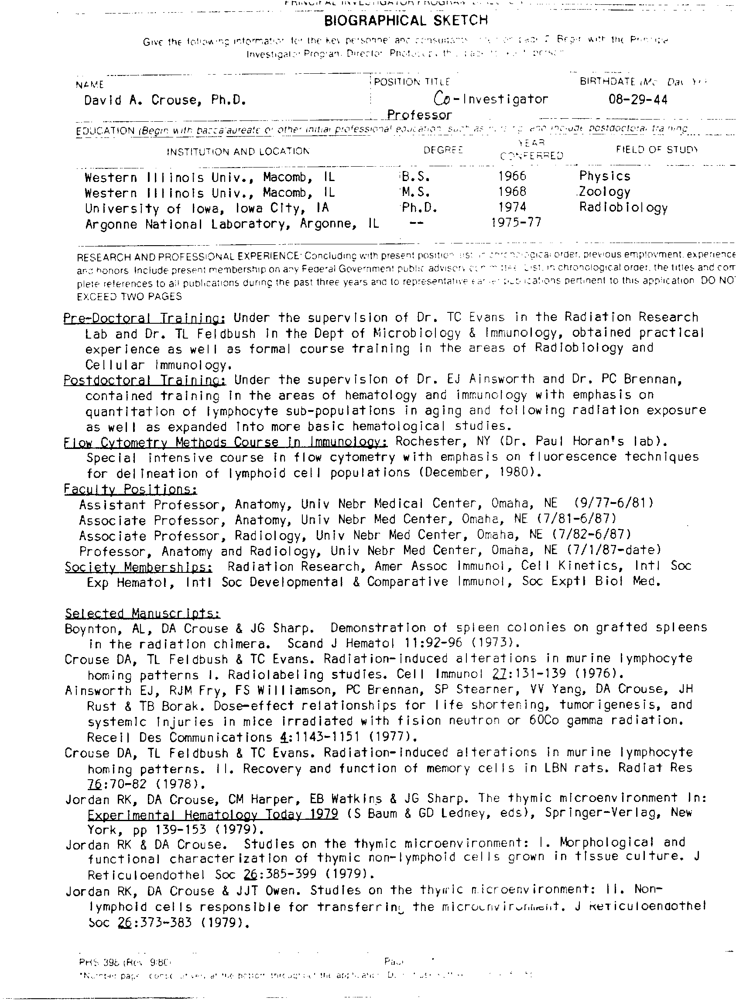 BIOGRAPHICAL SKETCH
Give the following information for the key personnel and consultants Begin with the Principal
Investigator/Program Director. Photocopy this page for each person.
NAME POSITION TITLE BIRTHDATE (Mo. Day, Yr.)
David A. Crouse, Ph.D. Co-Investigator 08-29-44
Professor
EDUCATION (Begin with baccalaureate or other initial professional education, such as nursing, and include postdoctoral training)
INSTITUTION AND LOCATION DEGREE YEAR CONFERRED FIELD OF STUDY
Western Illinois Univ., Macomb, IL B.S. 1966 Physics
Western Illinois Univ., Macomb, IL M.S. 1968 Zoology
University of Iowa, Iowa City, IA Ph.D. 1974 Radiobiology
Argonne National Laboratory, Argonne, IL -- 1975-77
RESEARCH AND PROFESSIONAL EXPERIENCE: Concluding with present position, list in chronological order, previous employment, experience
and honors. Include present membership on any Federal Government public advisory committee. List, in chronological order, the titles and com
plete references to all publications during the past three years and to representative earlier publications pertinent to this application. DO NOT
EXCEED TWO PAGES
Pre-Doctoral Training: Under the supervision of Dr. TC Evans in the Radiation Research
Lab and Dr. TL Feldbush in the Dept of Microbiology & Immunology, obtained practical
experience as well as formal course training in the areas of Radiobiology and
Cellular Immunology.
Postdoctoral Training: Under the supervision of Dr. EJ Ainsworth and Dr. PC Brennan,
contained training in the areas of hematology and immunology with emphasis on
quantitation of lymphocyte sub-populations in aging and following radiation exposure
as well as expanded into more basic hematological studies.
Flow Cytometry Methods Course in Immunology: Rochester, NY (Dr. Paul Horan's lab).
Special intensive course in flow cytometry with emphasis on fluorescence techniques
for delineation of lymphoid cell populations (December, 1980).
Faculty Positions:
Assistant Professor, Anatomy, Univ Nebr Medical Center, Omaha, NE (9/77-6/81)
Associate Professor, Anatomy, Univ Nebr Med Center, Omaha, NE (7/81-6/87)
Associate Professor, Radiology, Univ Nebr Med Center, Omaha, NE (7/82-6/87)
Professor, Anatomy and Radiology, Univ Nebr Med Center, Omaha, NE (7/1/87-date)
Society Memberships: Radiation Research, Amer Assoc Immunol, Cell Kinetics, Intl Soc
Exp Hematol, Intl Soc Developmental & Comparative Immunol, Soc Exptl Biol Med.
Selected Manuscripts:
Boynton, AL, DA Crouse & JG Sharp. Demonstration of spleen colonies on grafted spleens
in the radiation chimera. Scand J Hematol 11:92-96 (1973).
Crouse DA, TL Feldbush & TC Evans. Radiation-induced alterations in murine lymphocyte
homing patterns I. Radiolabeling studies. Cell Immunol 27:131-139 (1976).
Ainsworth EJ, RJM Fry, FS Williamson, PC Brennan, SP Stearner, VV Yang, DA Crouse, JH
Rust & TB Borak. Dose-effect relationships for life shortening, tumorigenesis, and
systemic injuries in mice irradiated with fision neutron or 60Co gamma radiation.
Receil Des Communications 4:1143-1151 (1977).
Crouse DA, TL Feldbush & TC Evans. Radiation-induced alterations in murine lymphocyte
homing patterns. II. Recovery and function of memory cells in LBN rats. Radiat Res
76:70-82 (1978).
Jordan RK, DA Crouse, CM Harper, EB Watkins & JG Sharp. The thymic microenvironment In:
Experimental Hematology Today 1979 (S Baum & GD Ledney, eds), Springer-Verlag, New
York, pp 139-153 (1979).
Jordan RK & DA Crouse. Studies on the thymic microenvironment: I. Morphological and
functional characterization of thymic non-lymphoid cells grown in tissue culture. J
Reticuloendothel Soc 26:385-399 (1979).
Jordan RK, DA Crouse & JJT Owen. Studies on the thymic microenvironment: II. Non-
lymphoid cells responsible for transferring the microenvironment. J Reticuloendothel
Soc 26:373-383 (1979).
PHS 398 (Rev. 9/80) Page